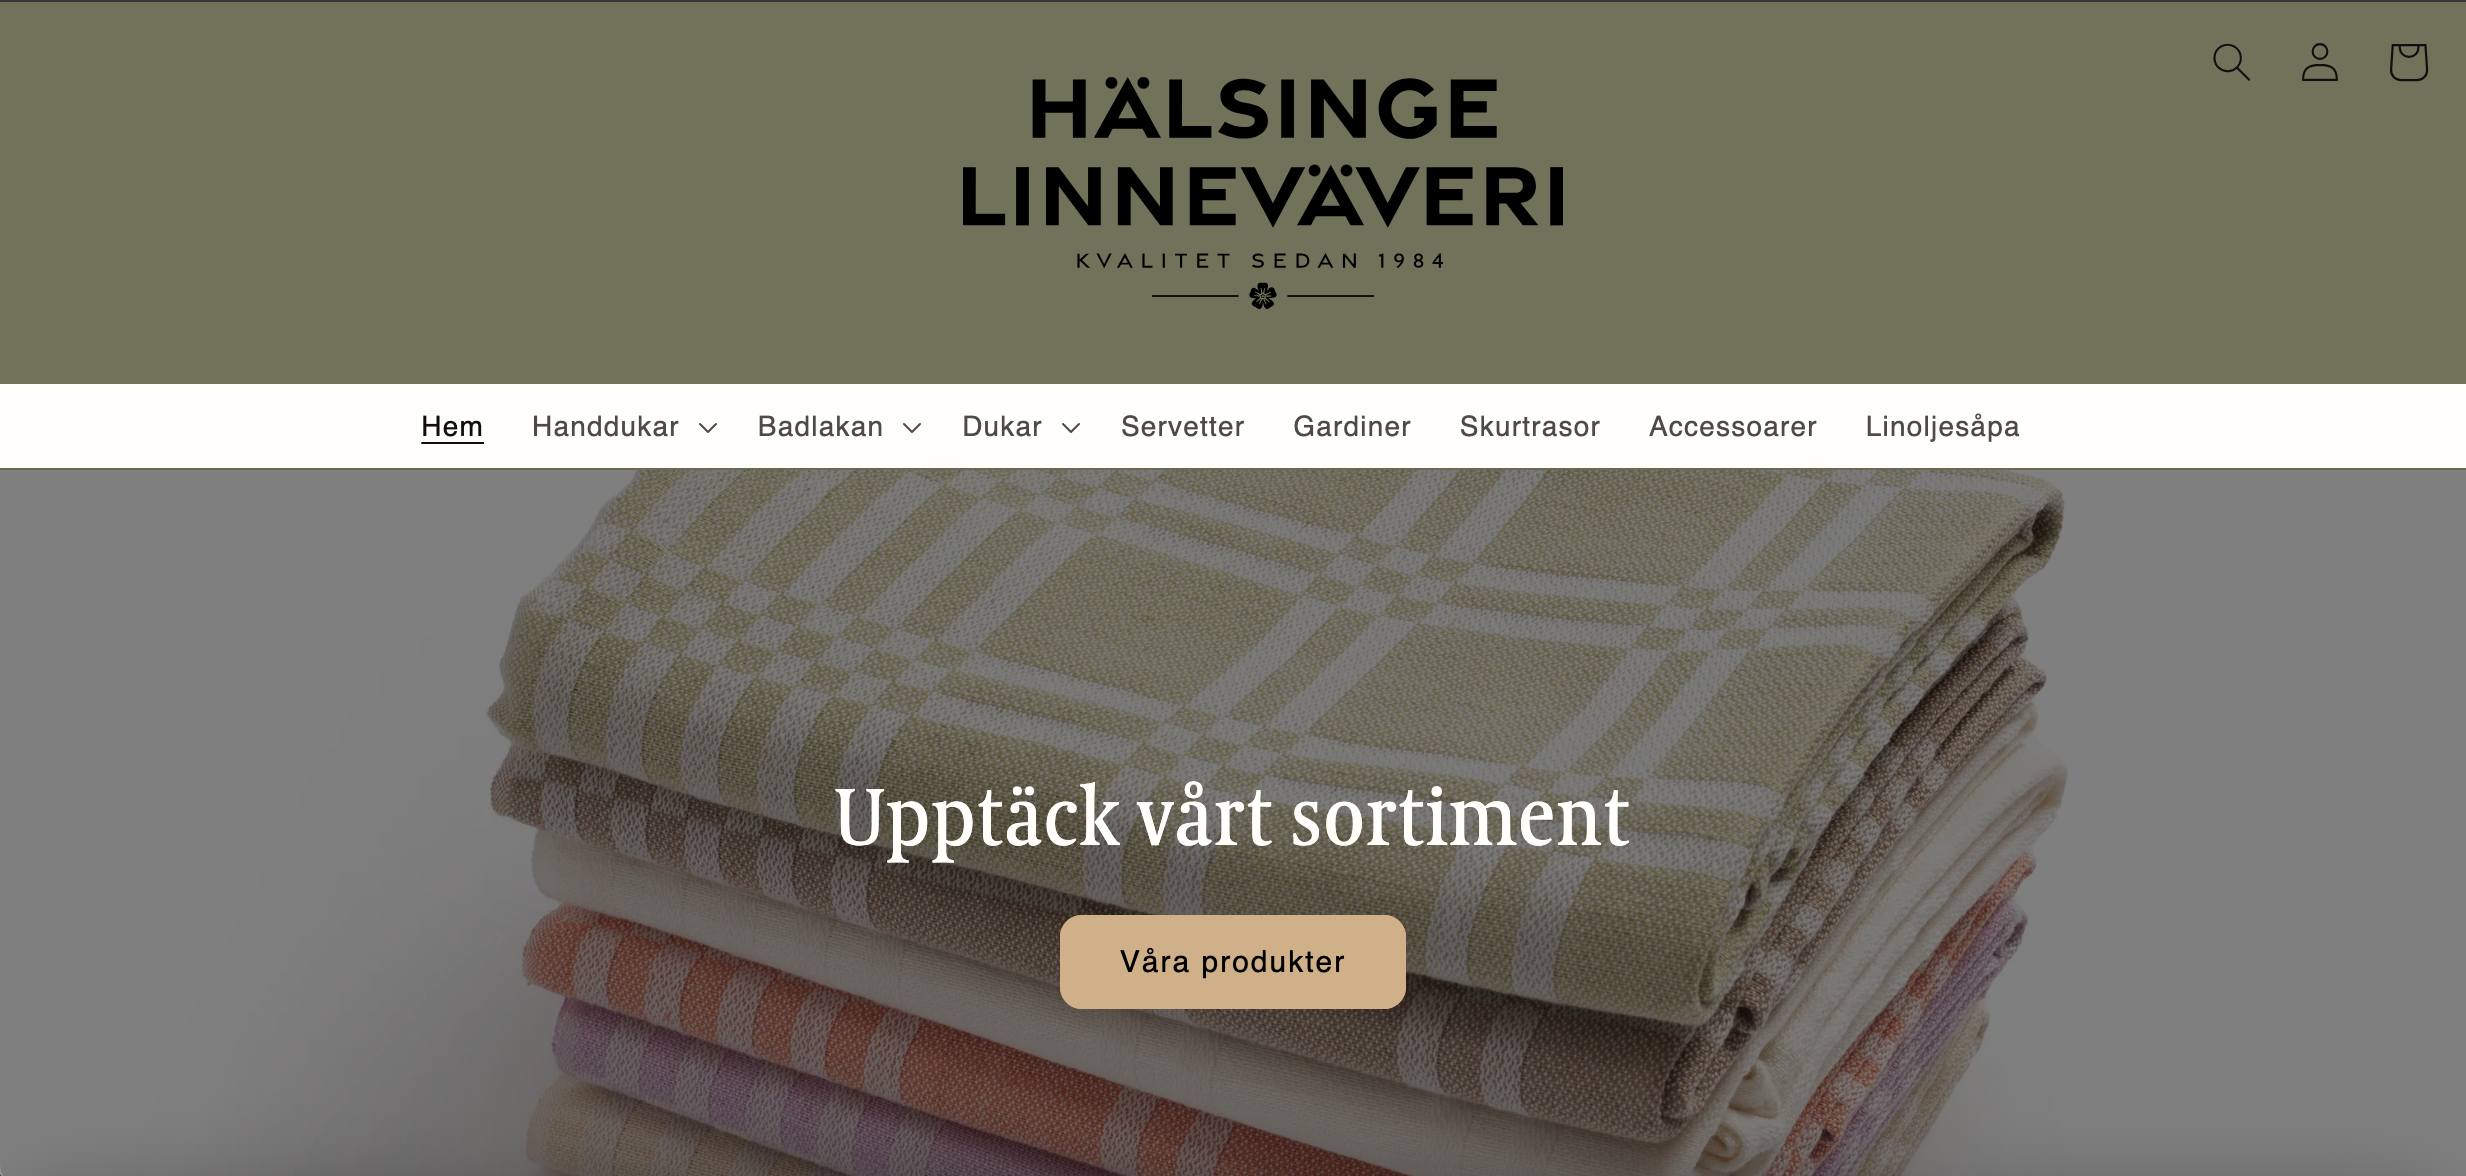 HÄLSINGE
LINNEVÄVERI
KVALITET SEDAN 1984
Hem Handdukar Badlakan Dukar Servetter Gardiner Skurtrasor Accessoarer Linoljesåpa
Upptäck vårt sortiment
Våra produkter